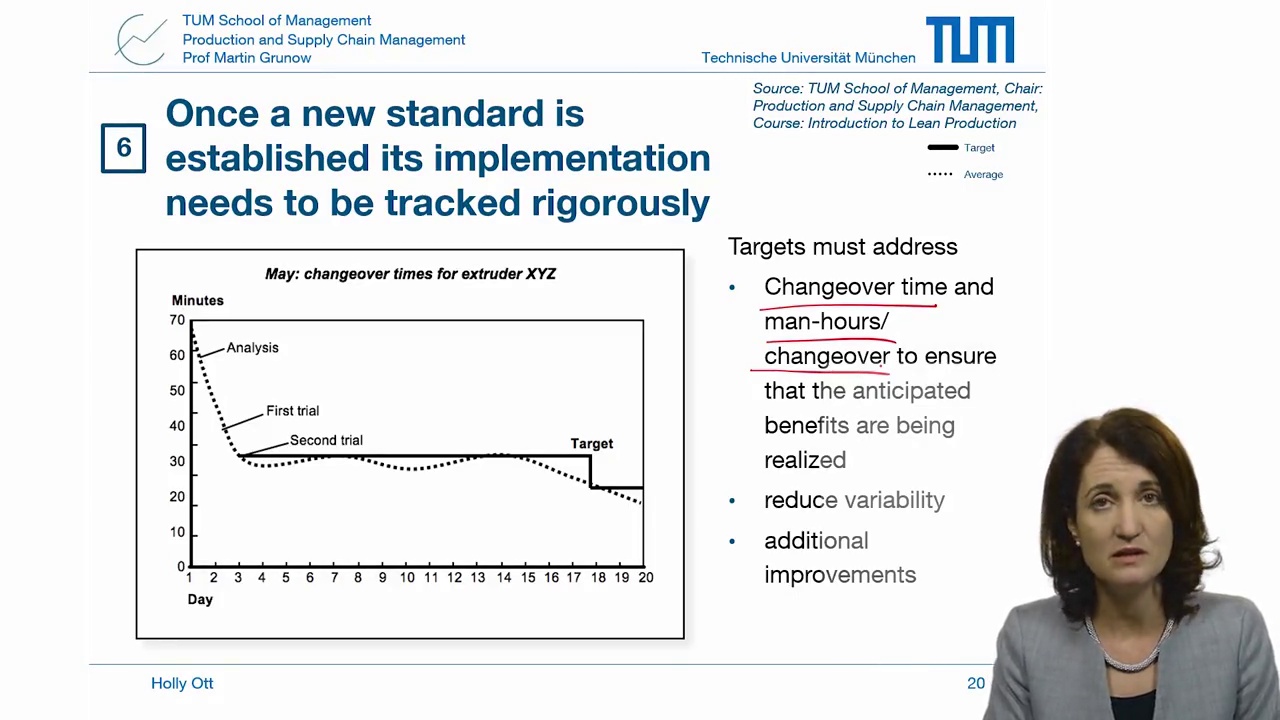 TUM School of Management
Production and Supply Chain Management
Prof Martin Grunow
Technische Universität München
TUM
Source: TUM School of Management, Chair:
Production and Supply Chain Management,
Course: Introduction to Lean Production
6
Once a new standard is
established its implementation
needs to be tracked rigorously
Target
Average
May: changeover times for extruder XYZ
Minutes
70
60
50
40
30
20
10
0
Analysis
First trial
Second trial
Target
1 2 3 4 5 6 7 8 9 10 11 12 13 14 15 16 17 18 19 20
Day
Targets must address
• Changeover time and
man-hours/
changeover to ensure
that the anticipated
benefits are being
realized
• reduce variability
• additional
improvements
Holly Ott
20